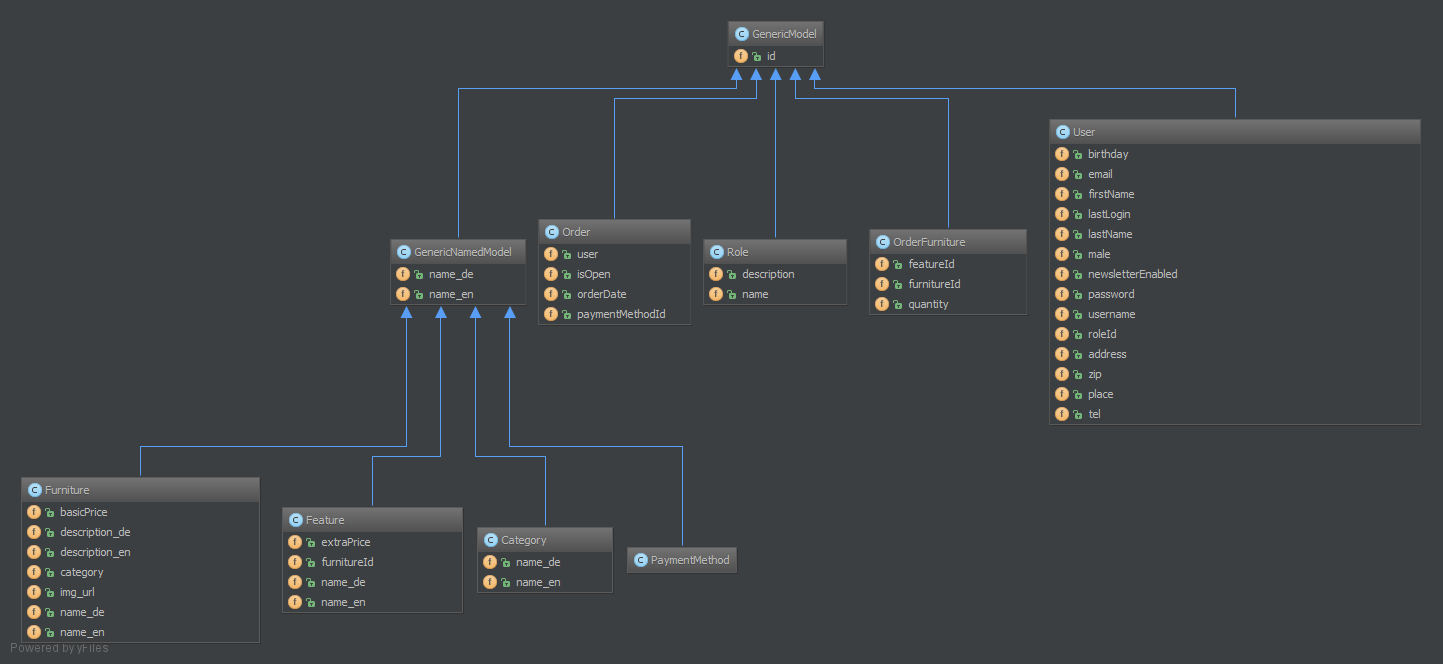 GenericModel
id
User
birthday
email
firstName
lastLogin
lastName
male
newsletterEnabled
password
username
roleId
address
zip
place
tel
GenericNamedModel
name_de
name_en
Order
user
isOpen
orderDate
paymentMethodId
Role
description
name
OrderFurniture
featureId
furnitureId
quantity
Furniture
basicPrice
description_de
description_en
category
img_url
name_de
name_en
Feature
extraPrice
furnitureId
name_de
name_en
Category
name_de
name_en
PaymentMethod
Powered by yFiles